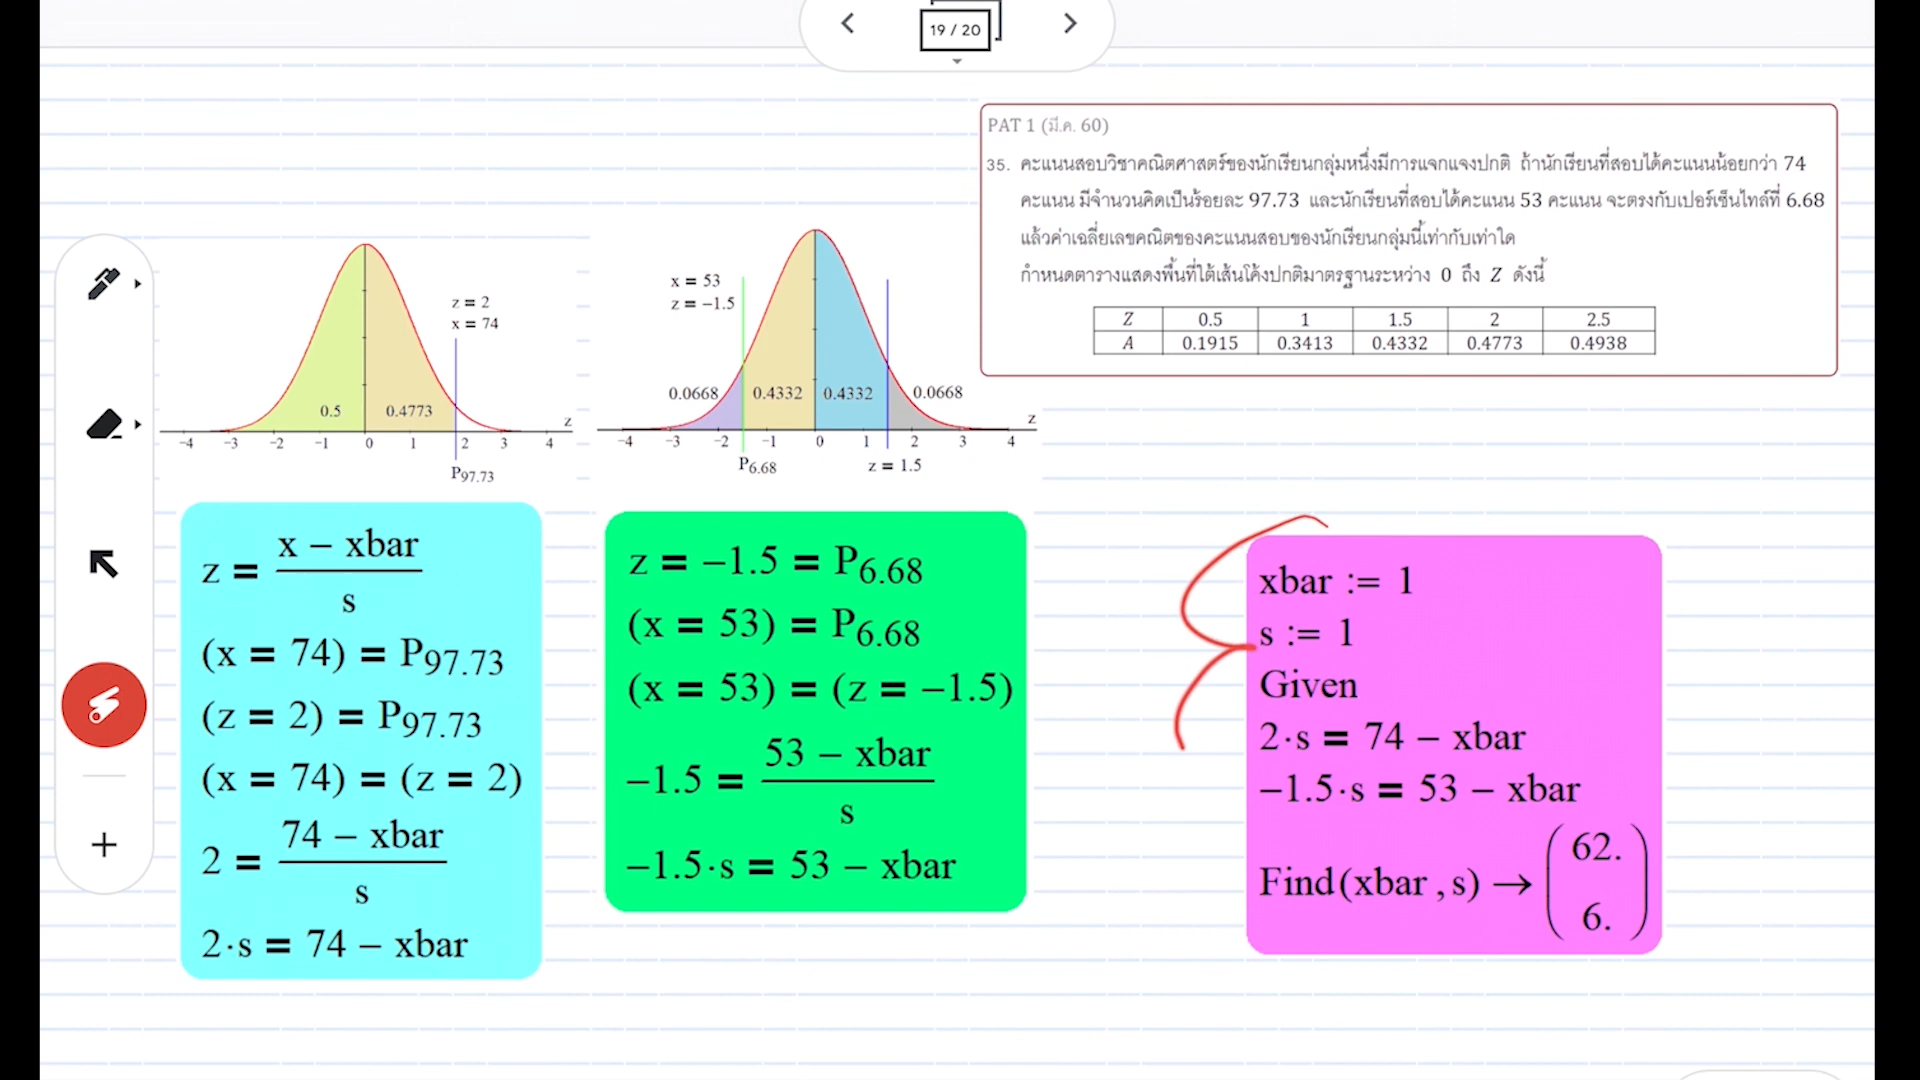 19 / 20
PAT 1 (มี.ค. 60)
35. คะแนนสอบวิชาคณิตศาสตร์ของนักเรียนกลุ่มหนึ่งมีการแจกแจงปกติ ถ้านักเรียนที่สอบได้คะแนนน้อยกว่า 74
คะแนน มีจำนวนคิดเป็นร้อยละ 97.73 และนักเรียนที่สอบได้คะแนน 53 คะแนน จะตรงกับเปอร์เซ็นไทล์ที่ 6.68
แล้วค่าเฉลี่ยเลขคณิตของคะแนนสอบของนักเรียนกลุ่มนี้เท่ากับเท่าใด
กำหนดตารางแสดงพื้นที่ใต้เส้นโค้งปกติมาตรฐานระหว่าง 0 ถึง Z ดังนี้
Z 0.5 1 1.5 2 2.5
A 0.1915 0.3413 0.4332 0.4773 0.4938
z = 2
x = 74
0.5 0.4773
z
−4 −3 −2 −1 0 1 2 3 4
P97.73
x = 53
z = −1.5
0.0668 0.4332 0.4332 0.0668
z
−4 −3 −2 −1 0 1 2 3 4
P6.68 z = 1.5
z = (x − xbar)/s
(x = 74) = P97.73
(z = 2) = P97.73
(x = 74) = (z = 2)
2 = (74 − xbar)/s
2·s = 74 − xbar
z = −1.5 = P6.68
(x = 53) = P6.68
(x = 53) = (z = −1.5)
−1.5 = (53 − xbar)/s
−1.5·s = 53 − xbar
xbar := 1
s := 1
Given
2·s = 74 − xbar
−1.5·s = 53 − xbar
Find(xbar , s) → (62. 6.)